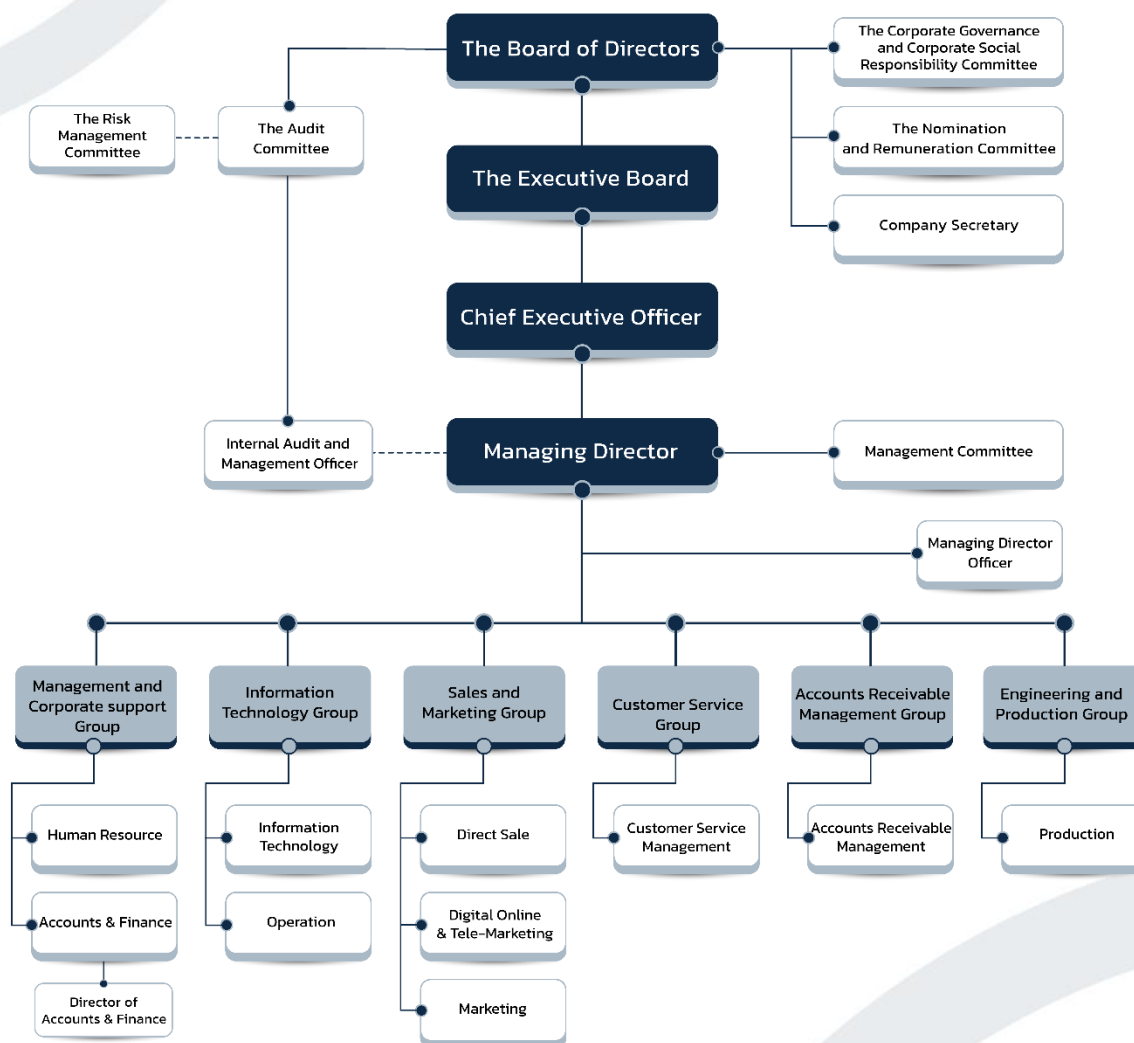 The Board of Directors
The Corporate Governance
and Corporate Social
Responsibility Committee
The Risk
Management
Committee
The Audit
Committee
The Nomination
and Remuneration Committee
The Executive Board
Company Secretary
Chief Executive Officer
Internal Audit and
Management Officer
Managing Director
Management Committee
Managing Director
Officer
Management and
Corporate support
Group
Information
Technology Group
Sales and
Marketing Group
Customer Service
Group
Accounts Receivable
Management Group
Engineering and
Production Group
Human Resource
Information
Technology
Direct Sale
Customer Service
Management
Accounts Receivable
Management
Production
Accounts & Finance
Operation
Digital Online
& Tele-Marketing
Director of
Accounts & Finance
Marketing